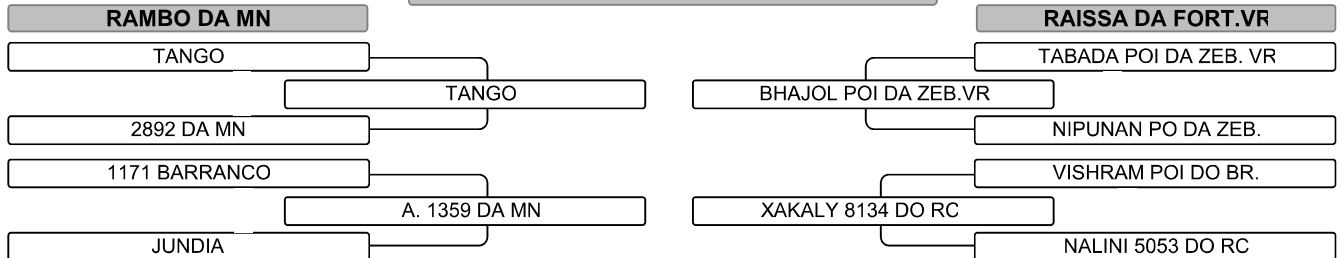 RAMBO DA MN RAISSA DA FORT.VR
TANGO TABADA POI DA ZEB. VR
TANGO BHAJOL POI DA ZEB.VR
2892 DA MN NIPUNAN PO DA ZEB.
1171 BARRANCO VISHRAM POI DO BR.
A. 1359 DA MN XAKALY 8134 DO RC
JUNDIA NALINI 5053 DO RC